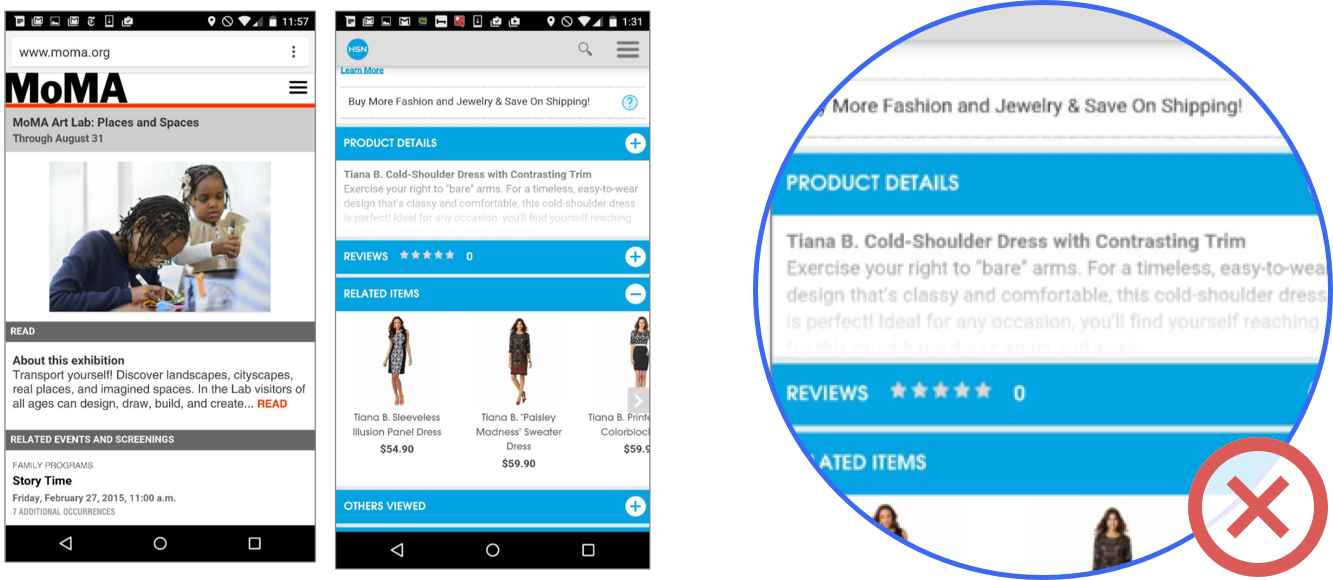 11:57
www.moma.org
MoMA
MoMA Art Lab: Places and Spaces
Through August 31
READ
About this exhibition
Transport yourself! Discover landscapes, cityscapes,
real places, and imagined spaces. In the Lab visitors of
all ages can design, draw, build, and create... READ
RELATED EVENTS AND SCREENINGS
FAMILY PROGRAMS
Story Time
Friday, February 27, 2015, 11:00 a.m.
7 ADDITIONAL OCCURRENCES
1:31
HSN
Learn More
Buy More Fashion and Jewelry & Save On Shipping!
?
PRODUCT DETAILS
Tiana B. Cold-Shoulder Dress with Contrasting Trim
Exercise your right to "bare" arms. For a timeless, easy-to-wear
design that's classy and comfortable, this cold-shoulder dress
is perfect! Ideal for any occasion, you'll find yourself reaching
REVIEWS 0
RELATED ITEMS
Tiana B. Sleeveless
Illusion Panel Dress
$54.90
Tiana B. "Paisley
Madness" Sweater
Dress
$59.90
Tiana B. Printe
Colorbloc
$59.9
OTHERS VIEWED
y More Fashion and Jewelry & Save On Shipping!
PRODUCT DETAILS
Tiana B. Cold-Shoulder Dress with Contrasting Trim
Exercise your right to "bare" arms. For a timeless, easy-to-wea
design that's classy and comfortable, this cold-shoulder dress
is perfect! Ideal for any occasion, you'll find yourself reaching
for this must-have dress again and again.
REVIEWS 0
ATED ITEMS